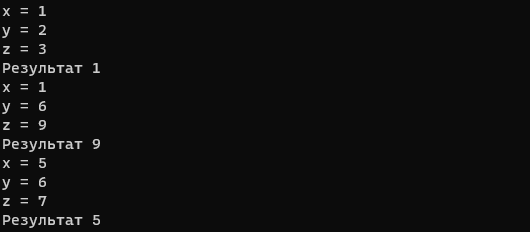 x = 1
y = 2
z = 3
Результат 1
x = 1
y = 6
z = 9
Результат 9
x = 5
y = 6
z = 7
Результат 5